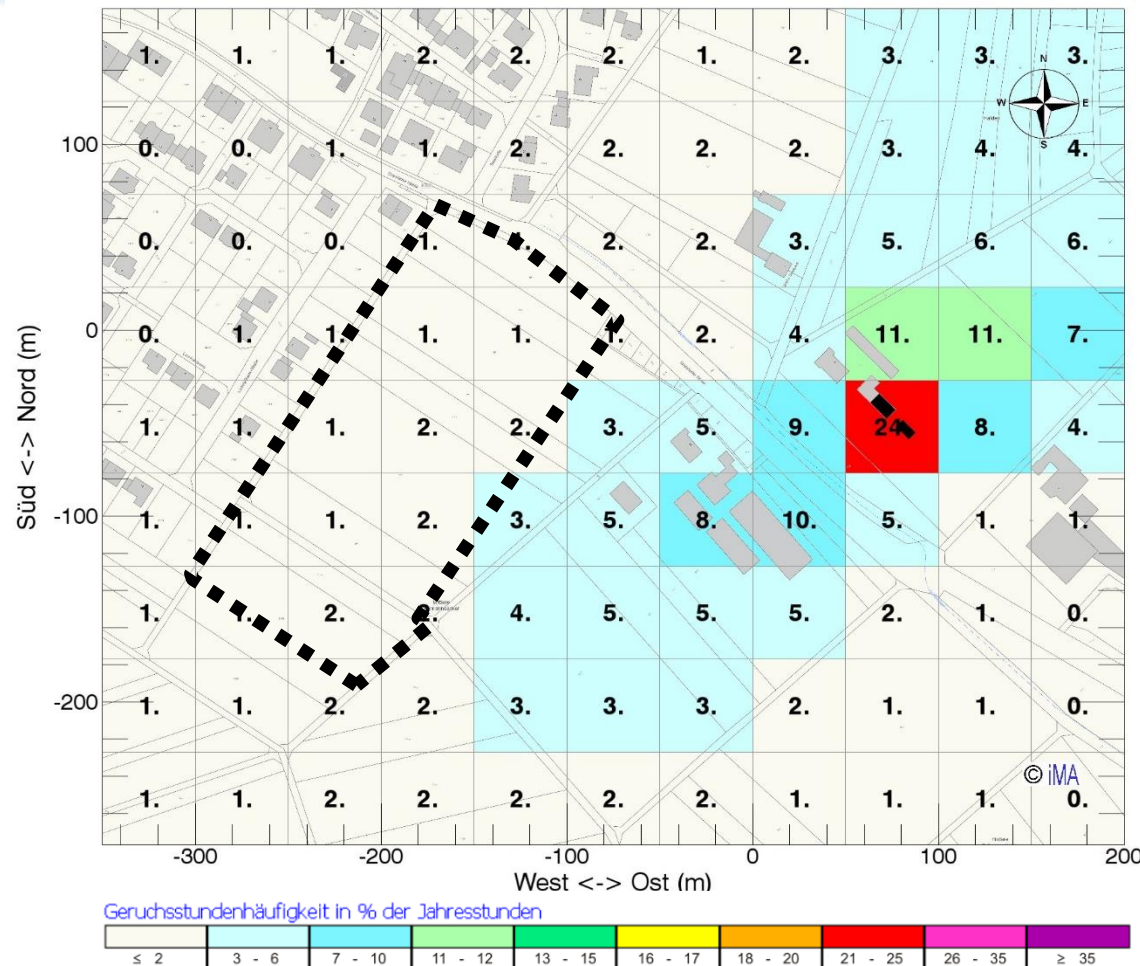 1. 1. 1. 2. 2. 2. 1. 2. 3. 3. 3.
N
W E
S
100 0. 0. 1. 1. 2. 2. 2. 2. 3. 4. 4.
0. 0. 0. 1. 1. 2. 2. 3. 5. 6. 6.
0 0. 1. 1. 1. 1. 1. 2. 4. 11. 11. 7.
1. 1. 1. 2. 2. 3. 5. 9. 24. 8. 4.
-100 1. 1. 1. 2. 3. 5. 8. 10. 5. 1. 1.
1. 1. 2. 2. 4. 5. 5. 5. 2. 1. 0.
-200 1. 1. 2. 2. 3. 3. 3. 2. 1. 1. 0.
© iMA
1. 1. 2. 2. 2. 2. 2. 1. 1. 1. 0.
Süd <-> Nord (m)
-300 -200 -100 0 100 200
West <-> Ost (m)
Geruchsstundenhäufigkeit in % der Jahresstunden
≤ 2 3 - 6 7 - 10 11 - 12 13 - 15 16 - 17 18 - 20 21 - 25 26 - 35 ≥ 35